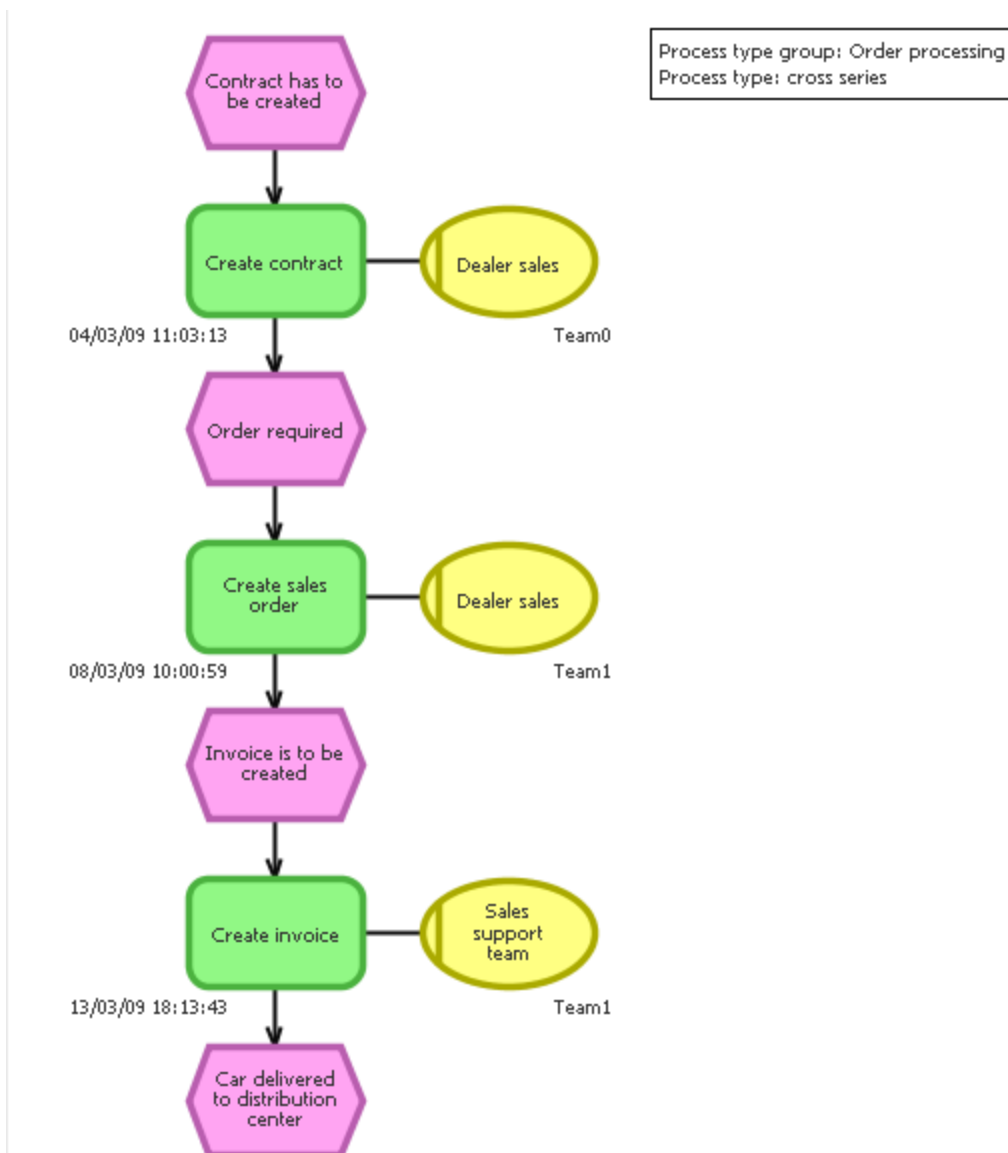 Process type group: Order processing
Process type: cross series
Contract has to
be created
Create contract
Dealer sales
04/03/09 11:03:13
Team0
Order required
Create sales
order
Dealer sales
08/03/09 10:00:59
Team1
Invoice is to be
created
Create invoice
Sales
support
team
13/03/09 18:13:43
Team1
Car delivered
to distribution
center